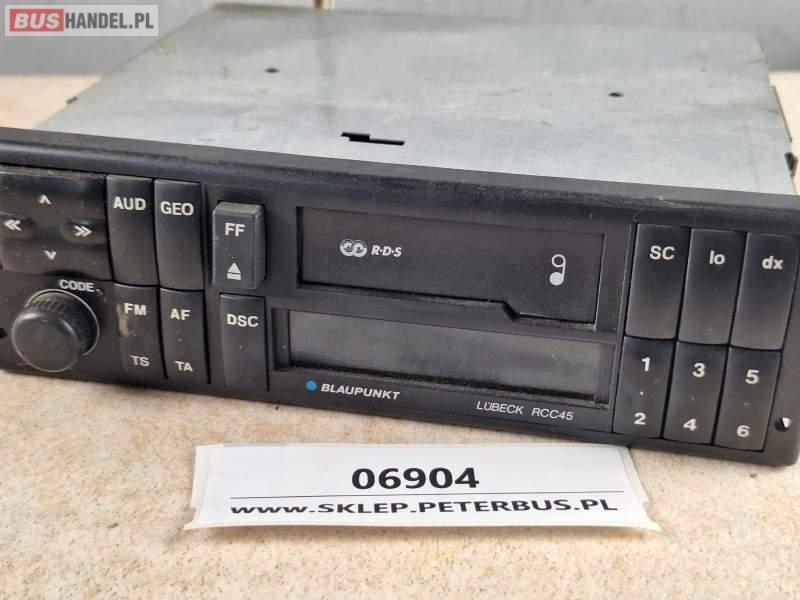 BUSHANDEL.PL
AUD GEO
FF
R·D·S
SC lo dx
CODE
FM AF
DSC
TS TA
1 3 5
2 4 6
BLAUPUNKT
LÜBECK RCC45
06904
WWW.SKLEP.PETERBUS.PL